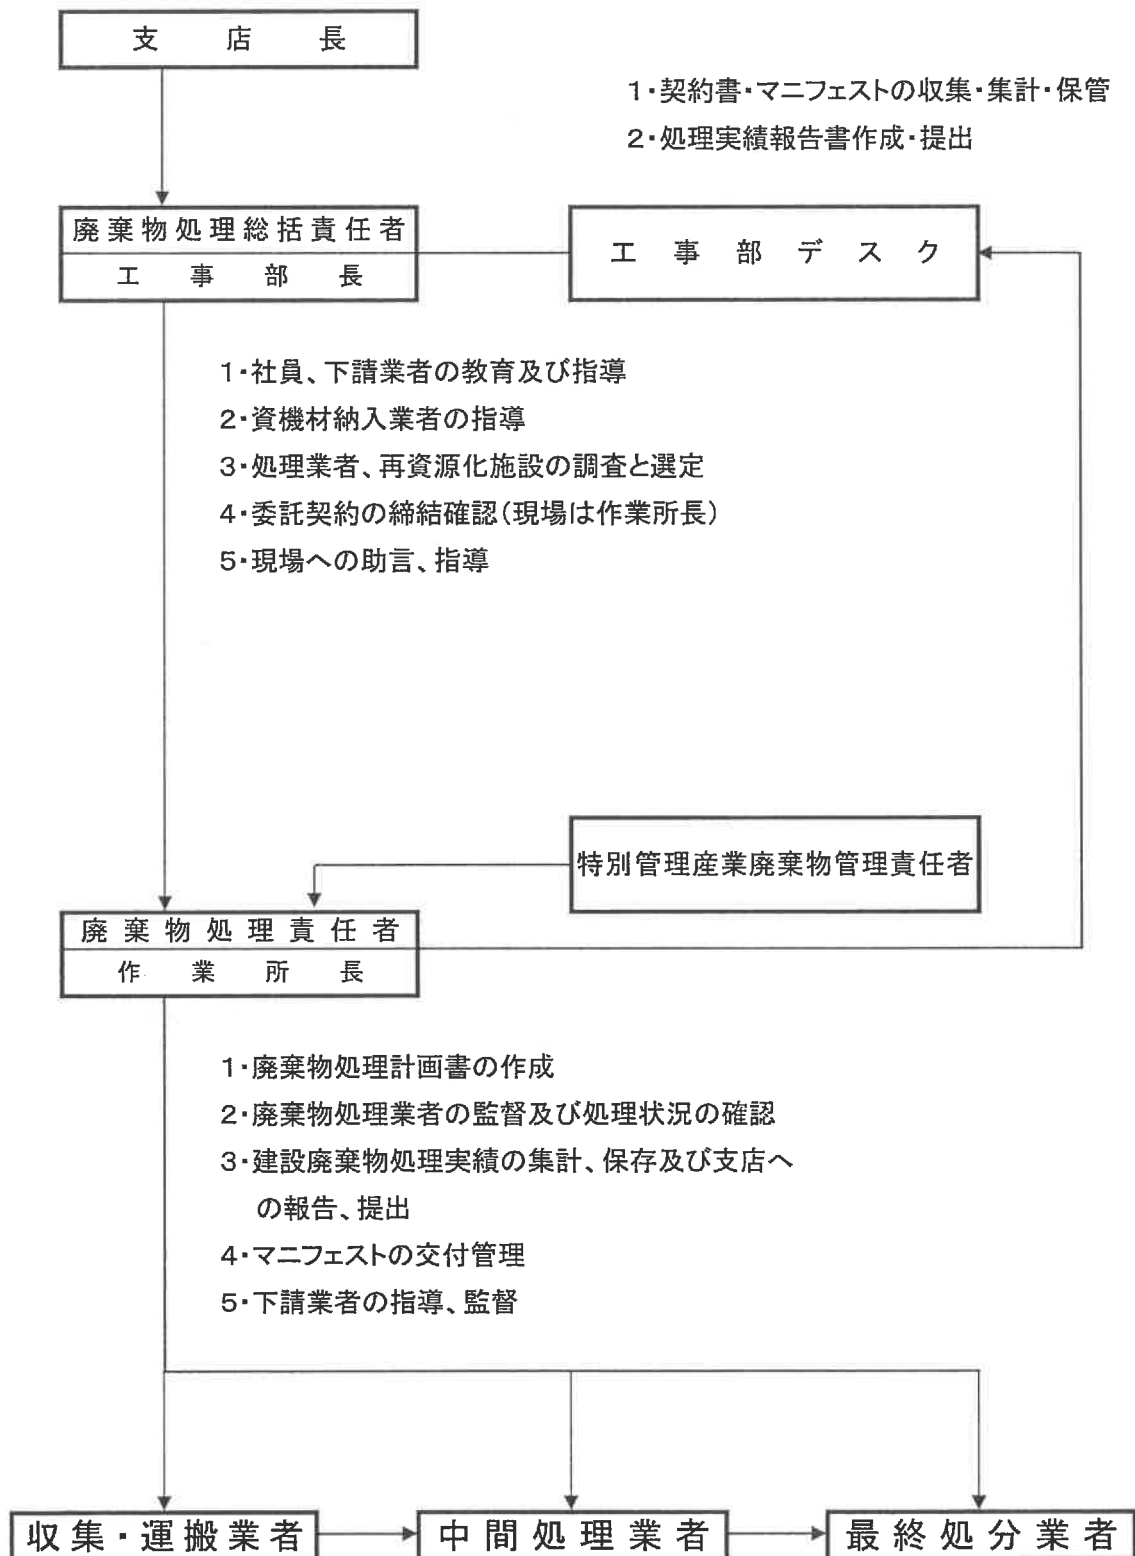 支店長
1・契約書・マニフェストの収集・集計・保管
2・処理実績報告書作成・提出
廃棄物処理総括責任者
工事部長
工事部デスク
1・社員、下請業者の教育及び指導
2・資機材納入業者の指導
3・処理業者、再資源化施設の調査と選定
4・委託契約の締結確認(現場は作業所長)
5・現場への助言、指導
特別管理産業廃棄物管理責任者
廃棄物処理責任者
作業所長
1・廃棄物処理計画書の作成
2・廃棄物処理業者の監督及び処理状況の確認
3・建設廃棄物処理実績の集計、保存及び支店へ
の報告、提出
4・マニフェストの交付管理
5・下請業者の指導、監督
収集・運搬業者
中間処理業者
最終処分業者